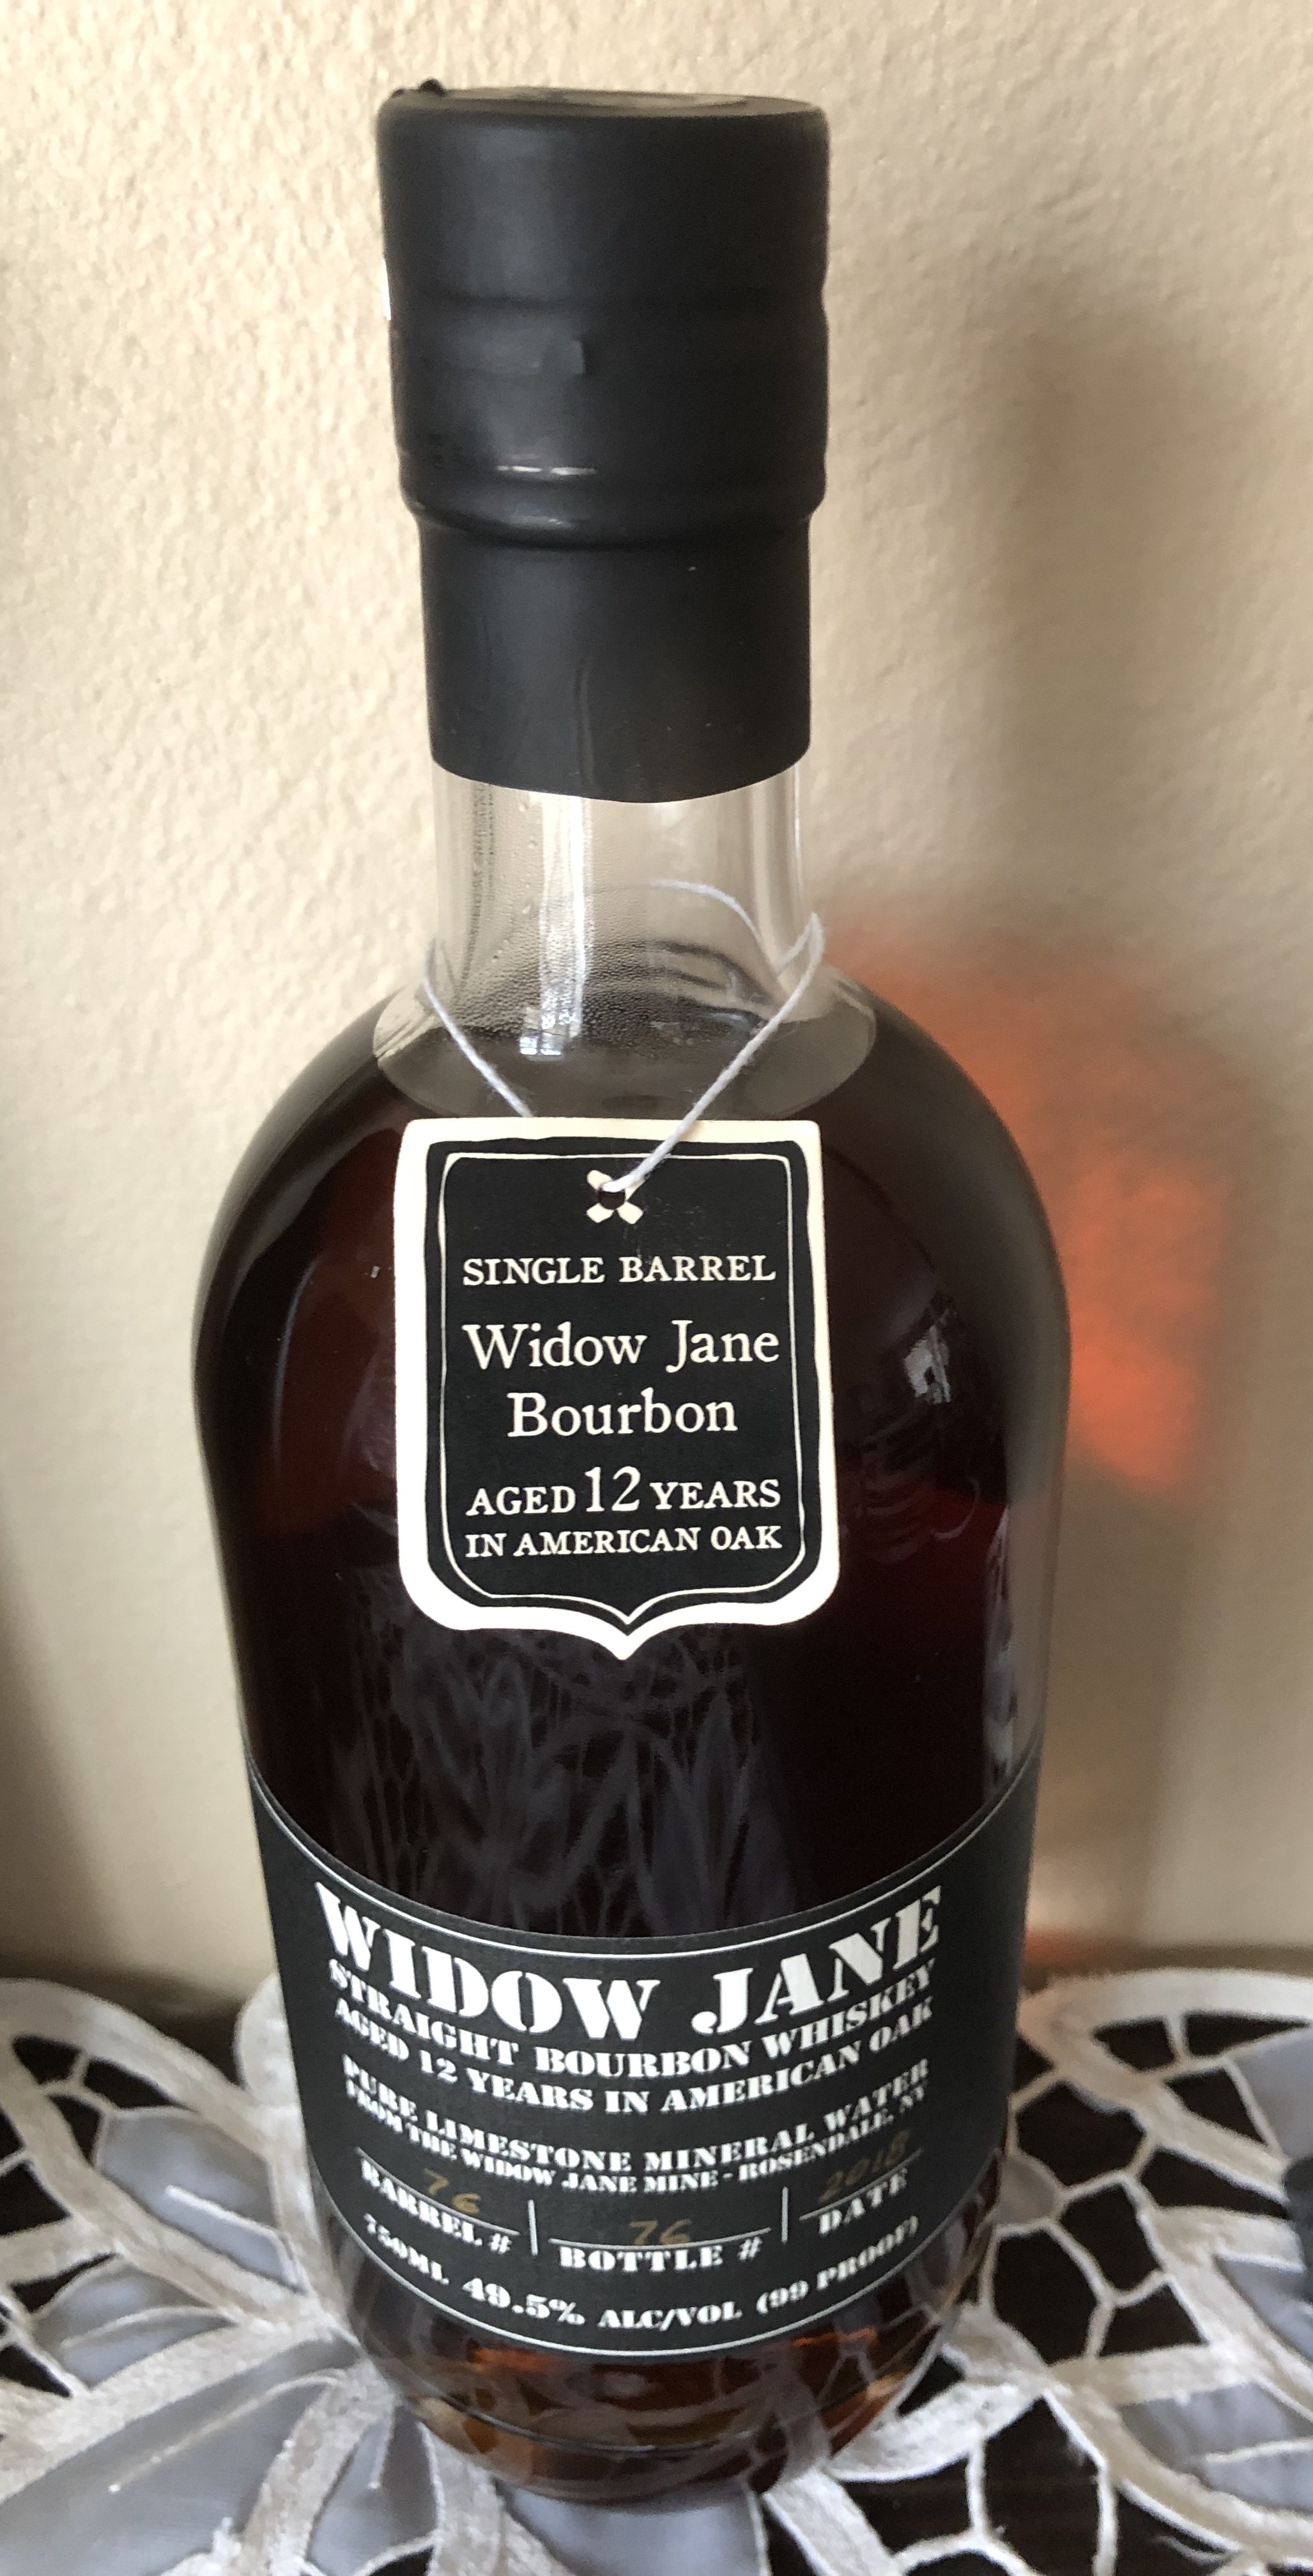 SINGLE BARREL
Widow Jane
Bourbon
AGED 12 YEARS
IN AMERICAN OAK
WIDOW JANE
STRAIGHT BOURBON WHISKEY
AGED 12 YEARS IN AMERICAN OAK
PURE LIMESTONE MINERAL WATER
FROM THE WIDOW JANE MINE - ROSENDALE, NY
76 76 2018
BARREL # BOTTLE # DATE
750ML 49.5% ALC/VOL (99 PROOF)